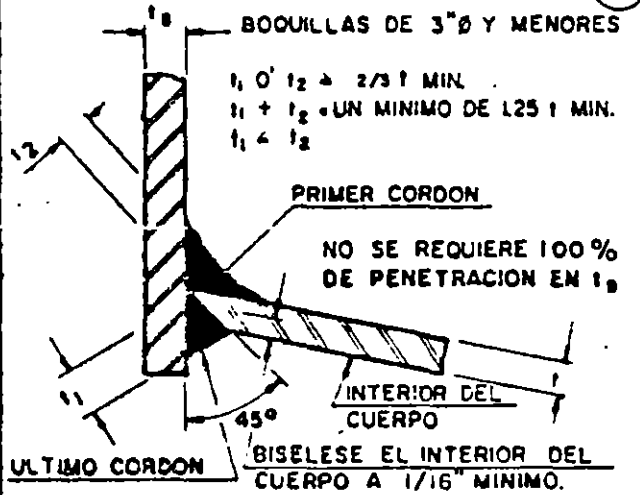 t_B
BOQUILLAS DE 3"Ø Y MENORES
t₁ O' t₂ ≥ 2/3 t MIN.
t₁ + t₂ = UN MINIMO DE 1.25 t MIN.
t₁ < t₂
t2
PRIMER CORDON
NO SE REQUIERE 100%
DE PENETRACION EN t_B
t
t1
45°
INTERIOR DEL
CUERPO
ULTIMO CORDON
BISELESE EL INTERIOR DEL
CUERPO A 1/16" MINIMO.